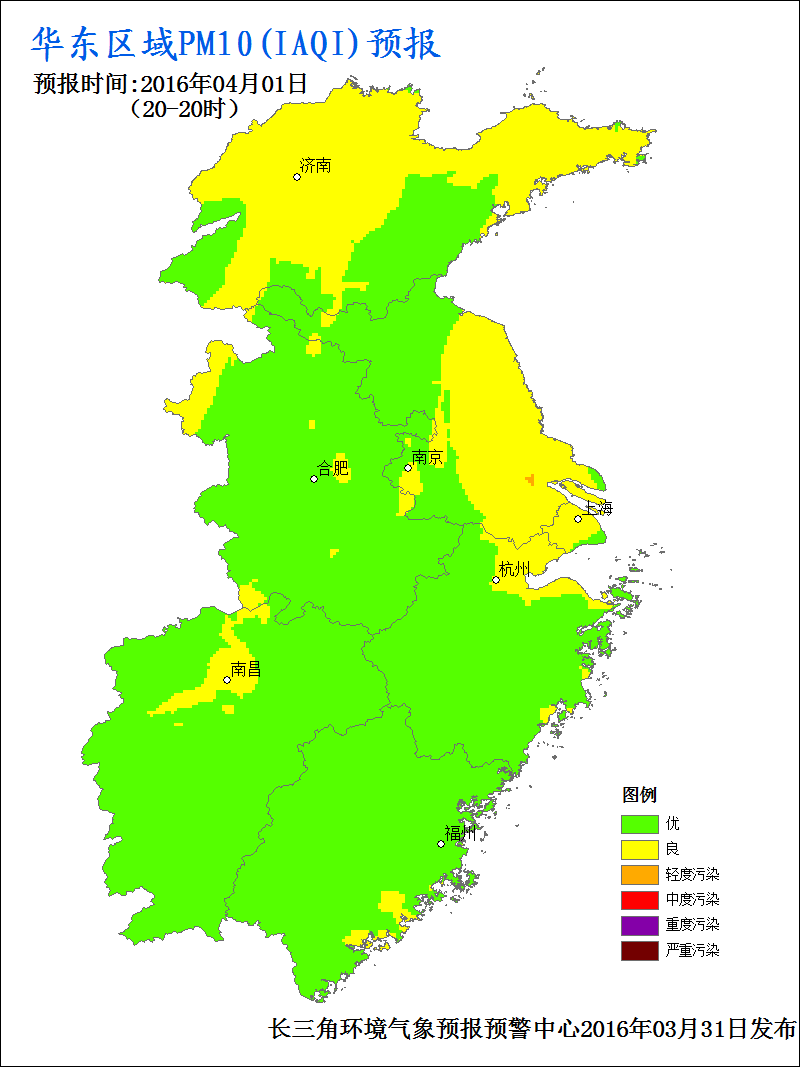 华东区域PM10(IAQI)预报
预报时间:2016年04月01日
（20-20时）
济南
南京
合肥
上海
杭州
南昌
福州
图例
优
良
轻度污染
中度污染
重度污染
严重污染
长三角环境气象预报预警中心2016年03月31日发布